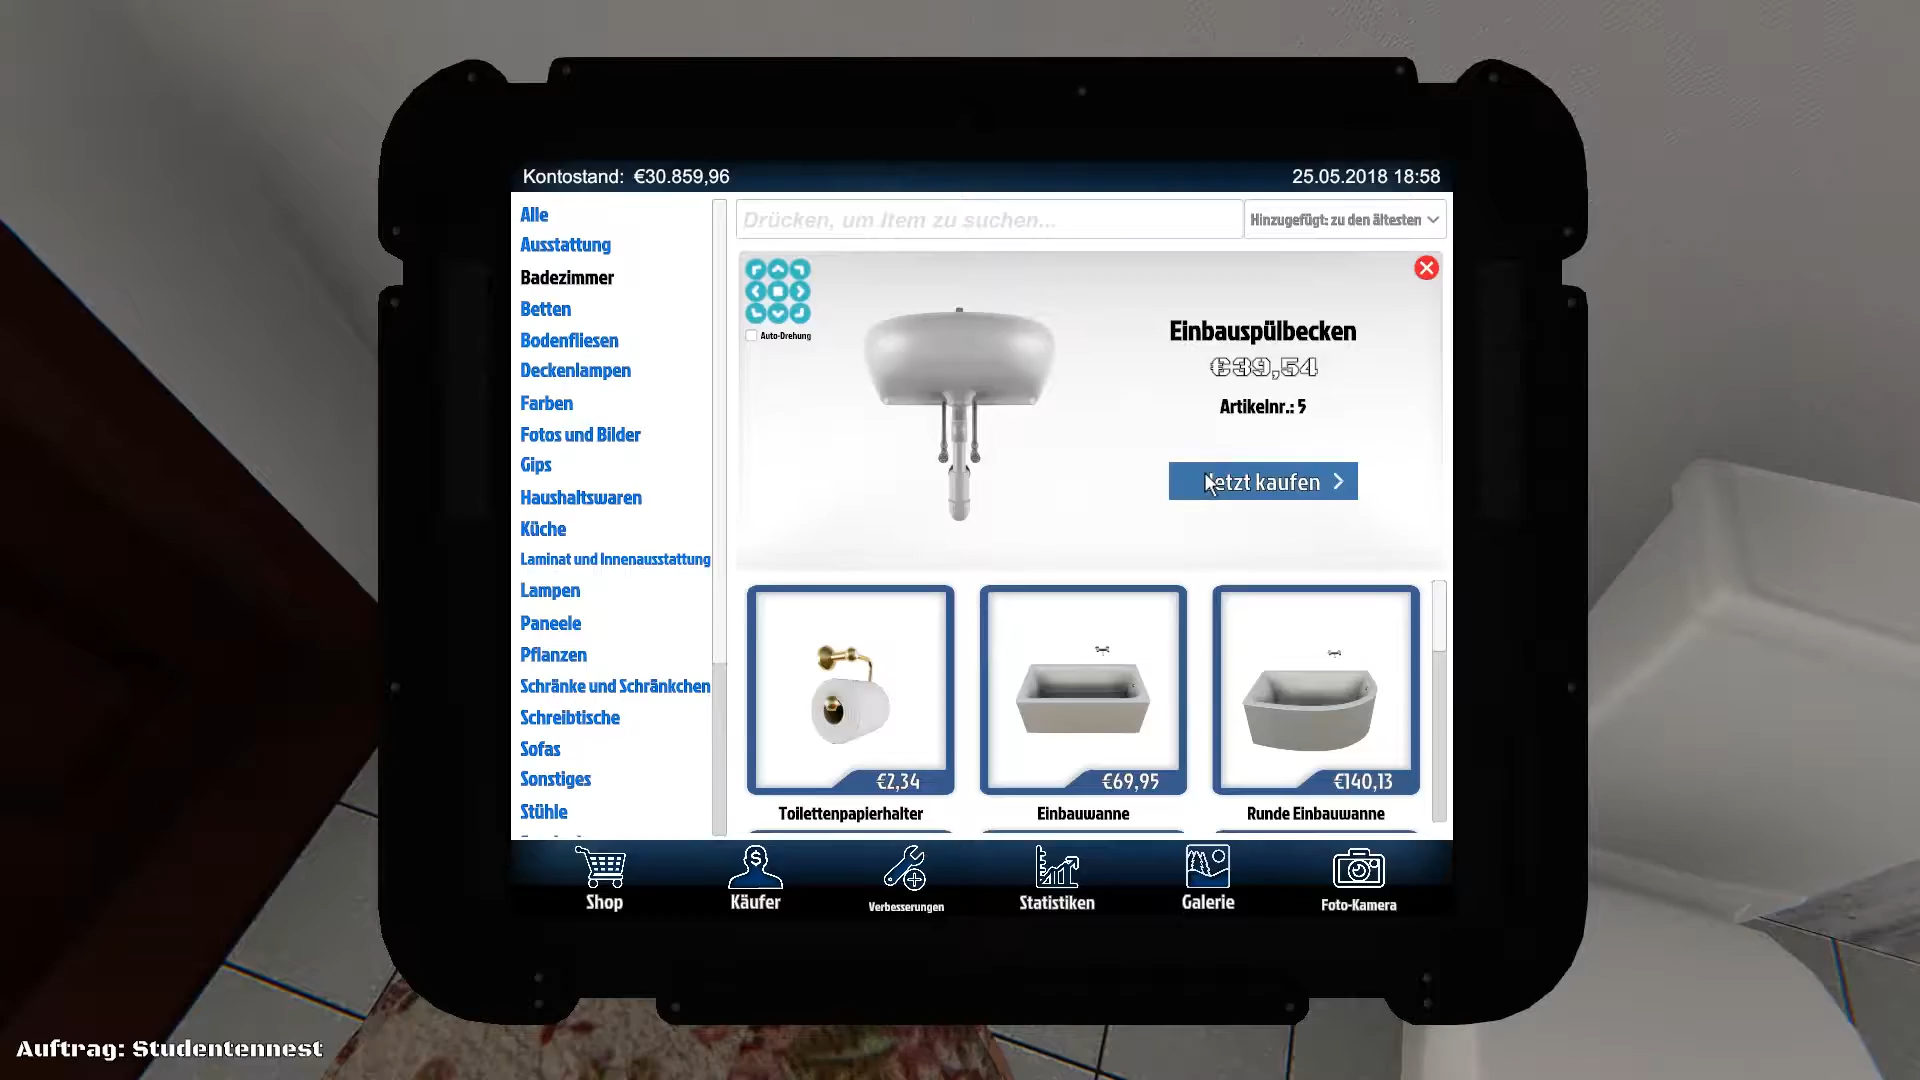 Kontostand: €30.859,96
25.05.2018 18:58
Alle
Ausstattung
Badezimmer
Betten
Bodenfliesen
Deckenlampen
Farben
Fotos und Bilder
Gips
Haushaltswaren
Küche
Laminat und Innenausstattung
Lampen
Paneele
Pflanzen
Schränke und Schränkchen
Schreibtische
Sofas
Sonstiges
Stühle
Drücken, um Item zu suchen...
Hinzugefügt: zu den ältesten
Auto-Drehung
Einbauspülbecken
€39,54
Artikelnr.: 5
Jetzt kaufen
€2,34
€69,95
€140,13
Toilettenpapierhalter
Einbauwanne
Runde Einbauwanne
Shop
Käufer
Verbesserungen
Statistiken
Galerie
Foto-Kamera
Auftrag: Studentennest